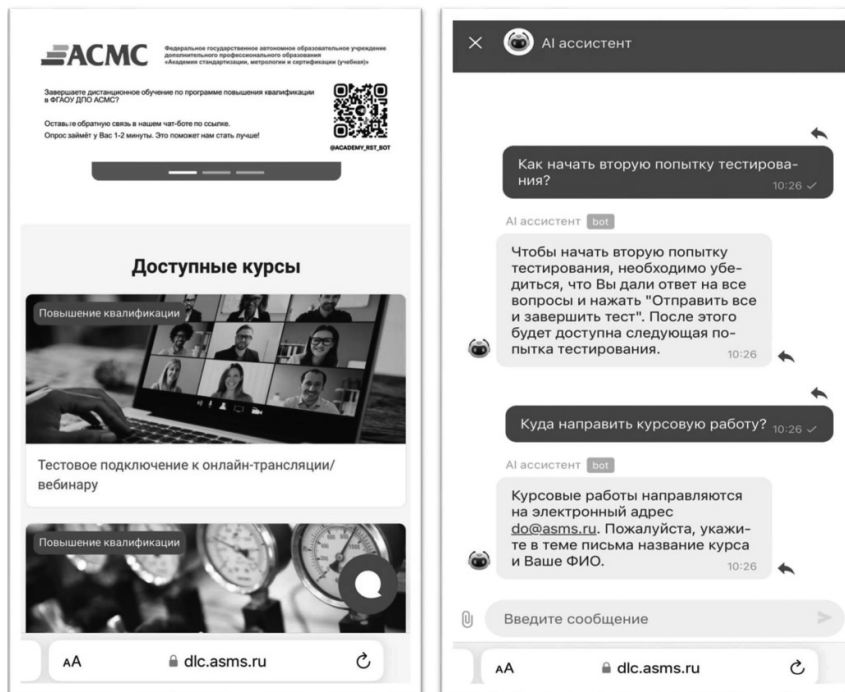 АСМС
Федеральное государственное автономное образовательное учреждение
дополнительного профессионального образования
«Академия стандартизации, метрологии и сертификации (учебная)»
Завершаете дистанционное обучение по программе повышения квалификации
в ФГАОУ ДПО АСМС?
Оставьте обратную связь в нашем чат-боте по ссылке.
Опрос займёт у Вас 1-2 минуты. Это поможет нам стать лучше!
@ACADEMY_RST_BOT
Доступные курсы
Повышение квалификации
Тестовое подключение к онлайн-трансляции/
вебинару
Повышение квалификации
АА
dlc.asms.ru
AI ассистент
Как начать вторую попытку тестирова-
ния?
10:26
AI ассистент bot
Чтобы начать вторую попытку
тестирования, необходимо убе-
диться, что Вы дали ответ на все
вопросы и нажать "Отправить все
и завершить тест". После этого
будет доступна следующая по-
пытка тестирования.
10:26
Куда направить курсовую работу?
10:26
AI ассистент bot
Курсовые работы направляются
на электронный адрес
do@asms.ru. Пожалуйста, укажи-
те в теме письма название курса
и Ваше ФИО.
10:26
Введите сообщение
АА
dlc.asms.ru